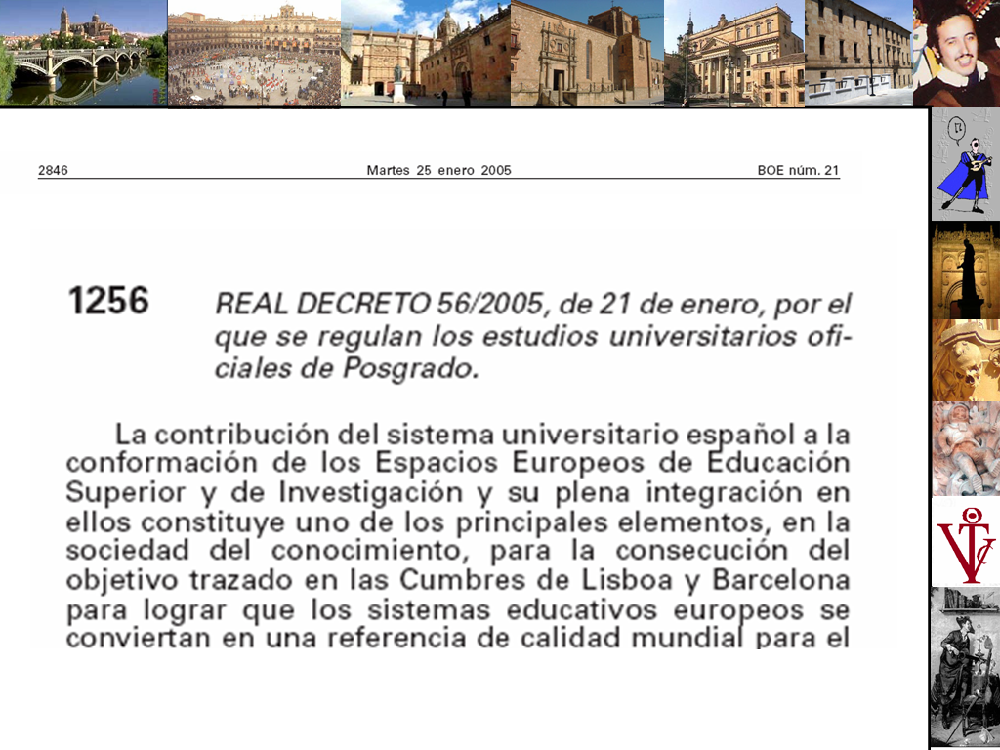 2846 Martes 25 enero 2005 BOE núm. 21
1256 REAL DECRETO 56/2005, de 21 de enero, por el
que se regulan los estudios universitarios ofi-
ciales de Posgrado.
La contribución del sistema universitario español a la
conformación de los Espacios Europeos de Educación
Superior y de Investigación y su plena integración en
ellos constituye uno de los principales elementos, en la
sociedad del conocimiento, para la consecución del
objetivo trazado en las Cumbres de Lisboa y Barcelona
para lograr que los sistemas educativos europeos se
conviertan en una referencia de calidad mundial para el